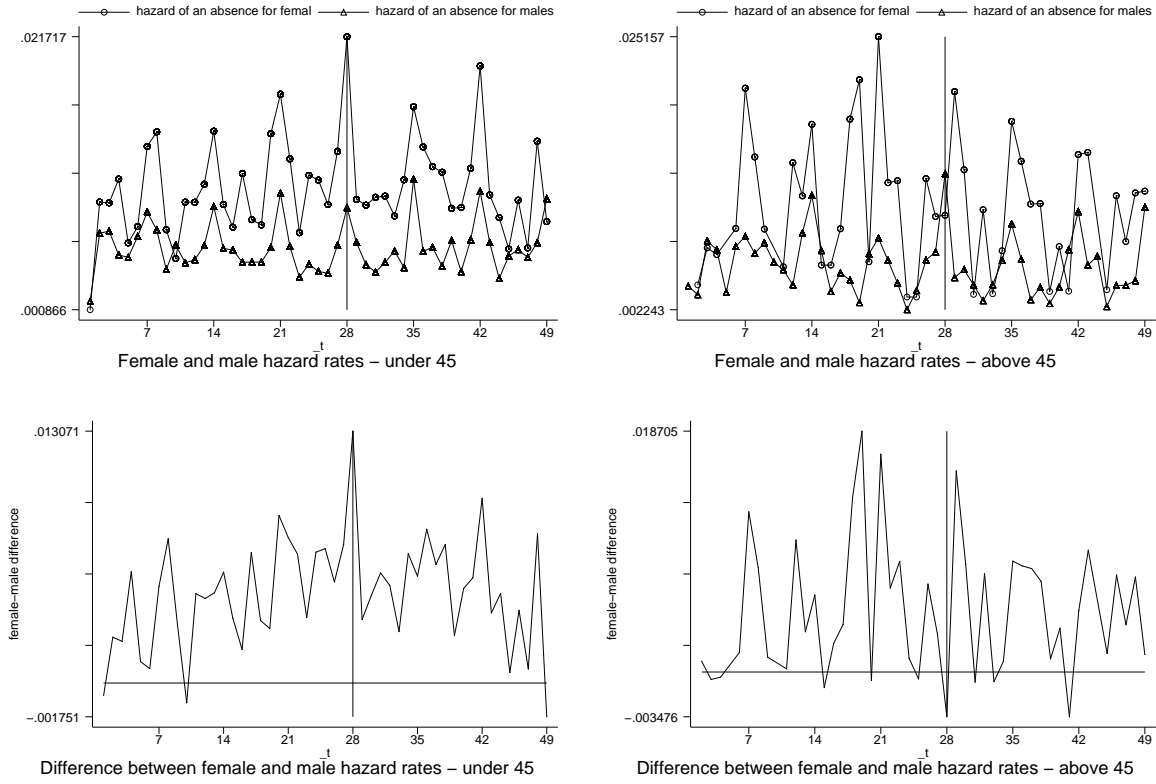 hazard of an absence for femal hazard of an absence for males
.021717
.000866
7 14 21 28 35 42 49
_t
Female and male hazard rates – under 45
hazard of an absence for femal hazard of an absence for males
.025157
.002243
7 14 21 28 35 42 49
_t
Female and male hazard rates – above 45
female–male difference
.013071
–.001751
7 14 21 28 35 42 49
_t
Difference between female and male hazard rates – under 45
female–male difference
.018705
–.003476
7 14 21 28 35 42 49
_t
Difference between female and male hazard rates – above 45